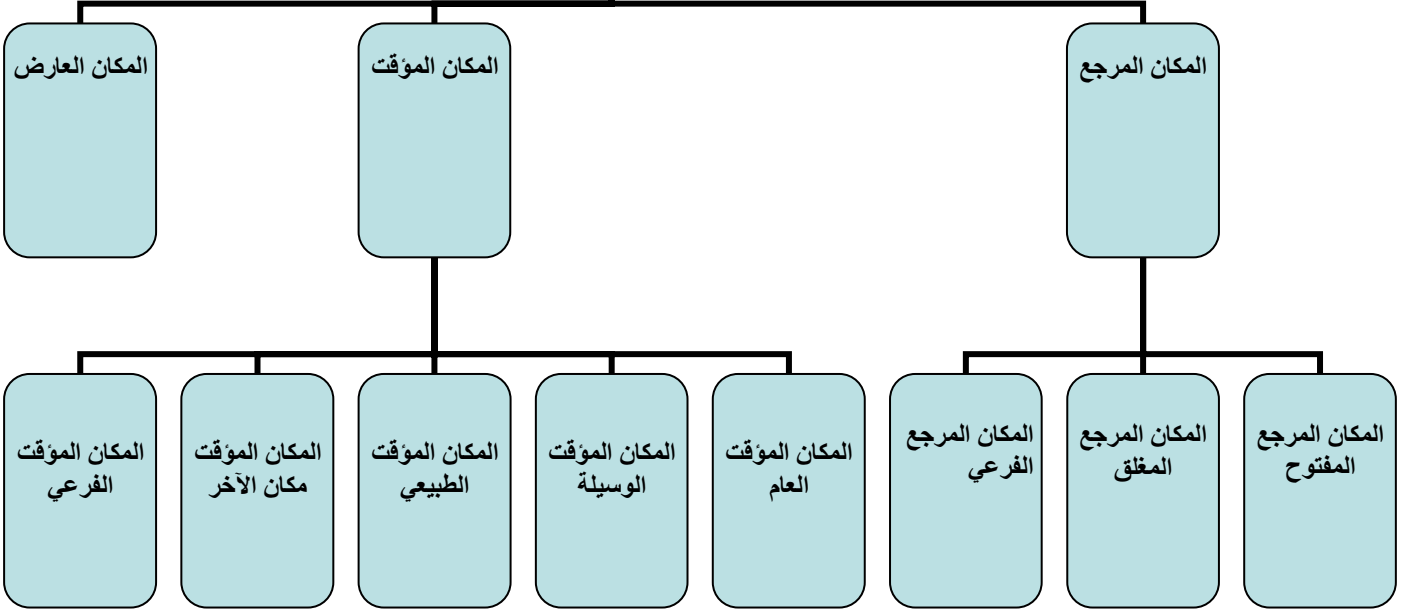 المكان المرجع
المكان المؤقت
المكان العارض
المكان المرجع
المفتوح
المكان المرجع
المغلق
المكان المرجع
الفرعي
المكان المؤقت
العام
المكان المؤقت
الوسيلة
المكان المؤقت
الطبيعي
المكان المؤقت
مكان الآخر
المكان المؤقت
الفرعي